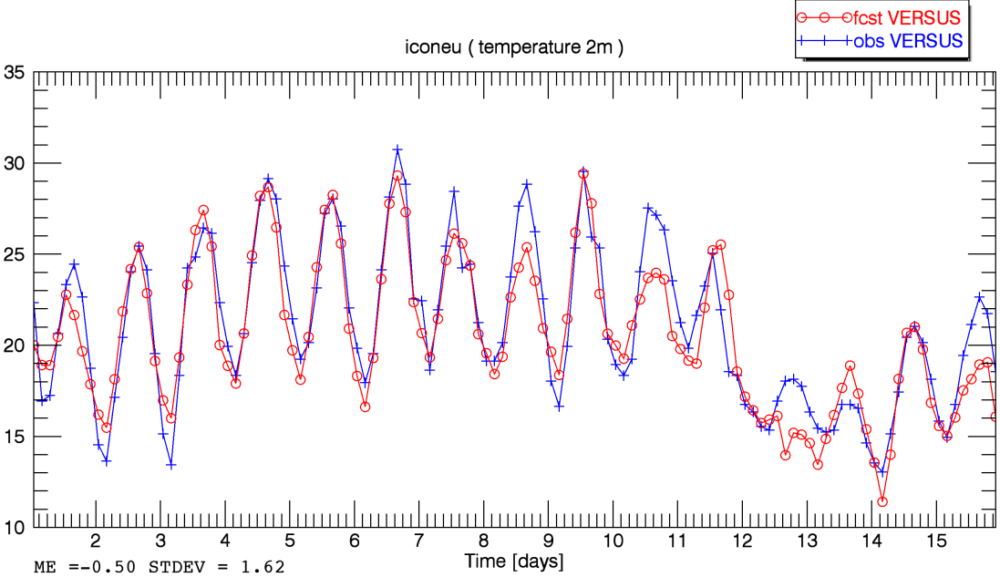 fcst VERSUS
obs VERSUS
iconeu ( temperature 2m )
35
30
25
20
15
10
2 3 4 5 6 7 8 9 10 11 12 13 14 15
Time [days]
ME =-0.50 STDEV = 1.62